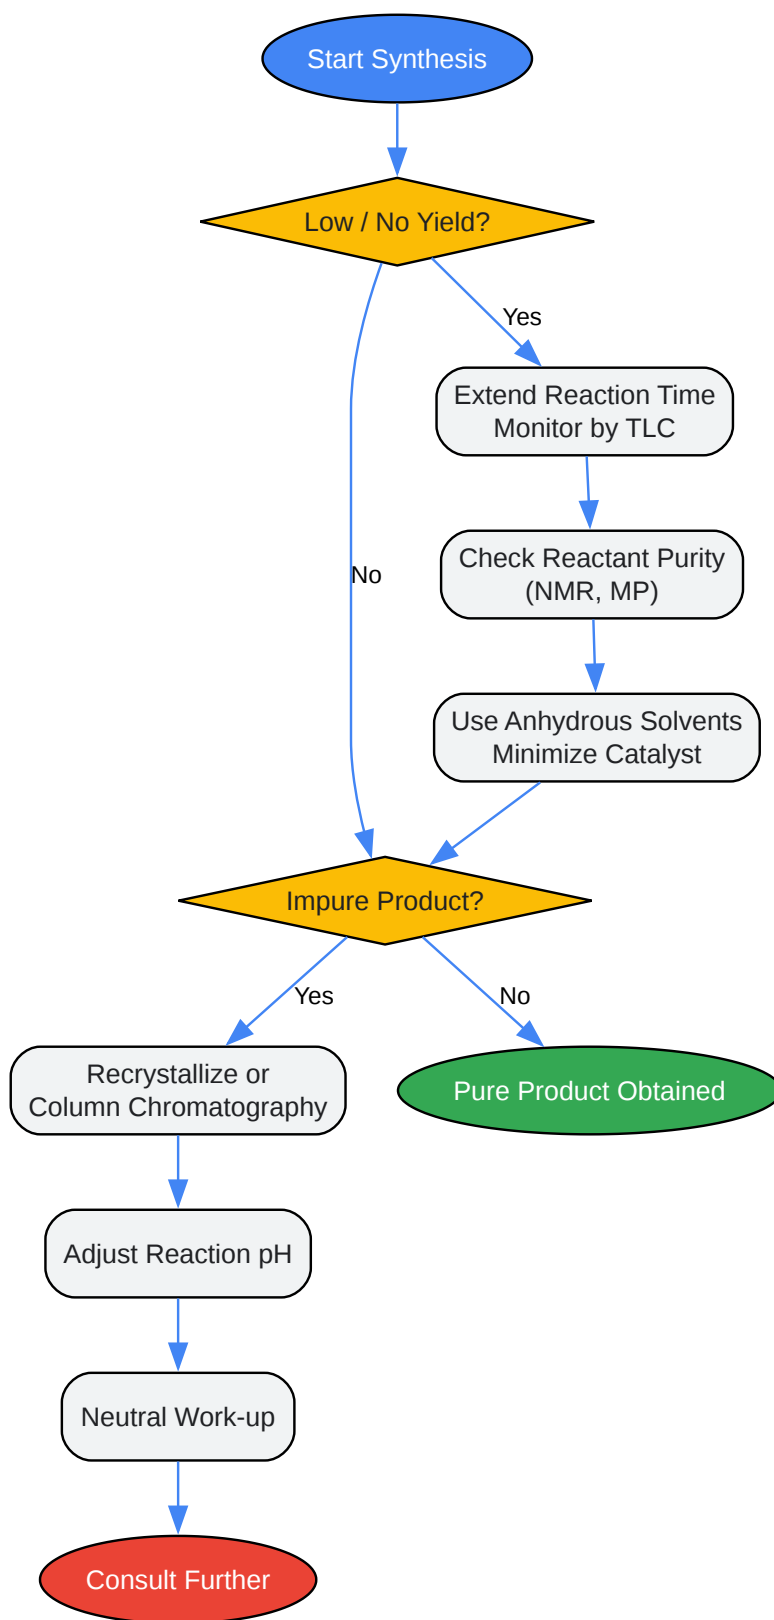 Start Synthesis
Low / No Yield?
Yes
Extend Reaction Time
Monitor by TLC
No
Check Reactant Purity
(NMR, MP)
Use Anhydrous Solvents
Minimize Catalyst
Impure Product?
Yes
No
Recrystallize or
Column Chromatography
Pure Product Obtained
Adjust Reaction pH
Neutral Work-up
Consult Further